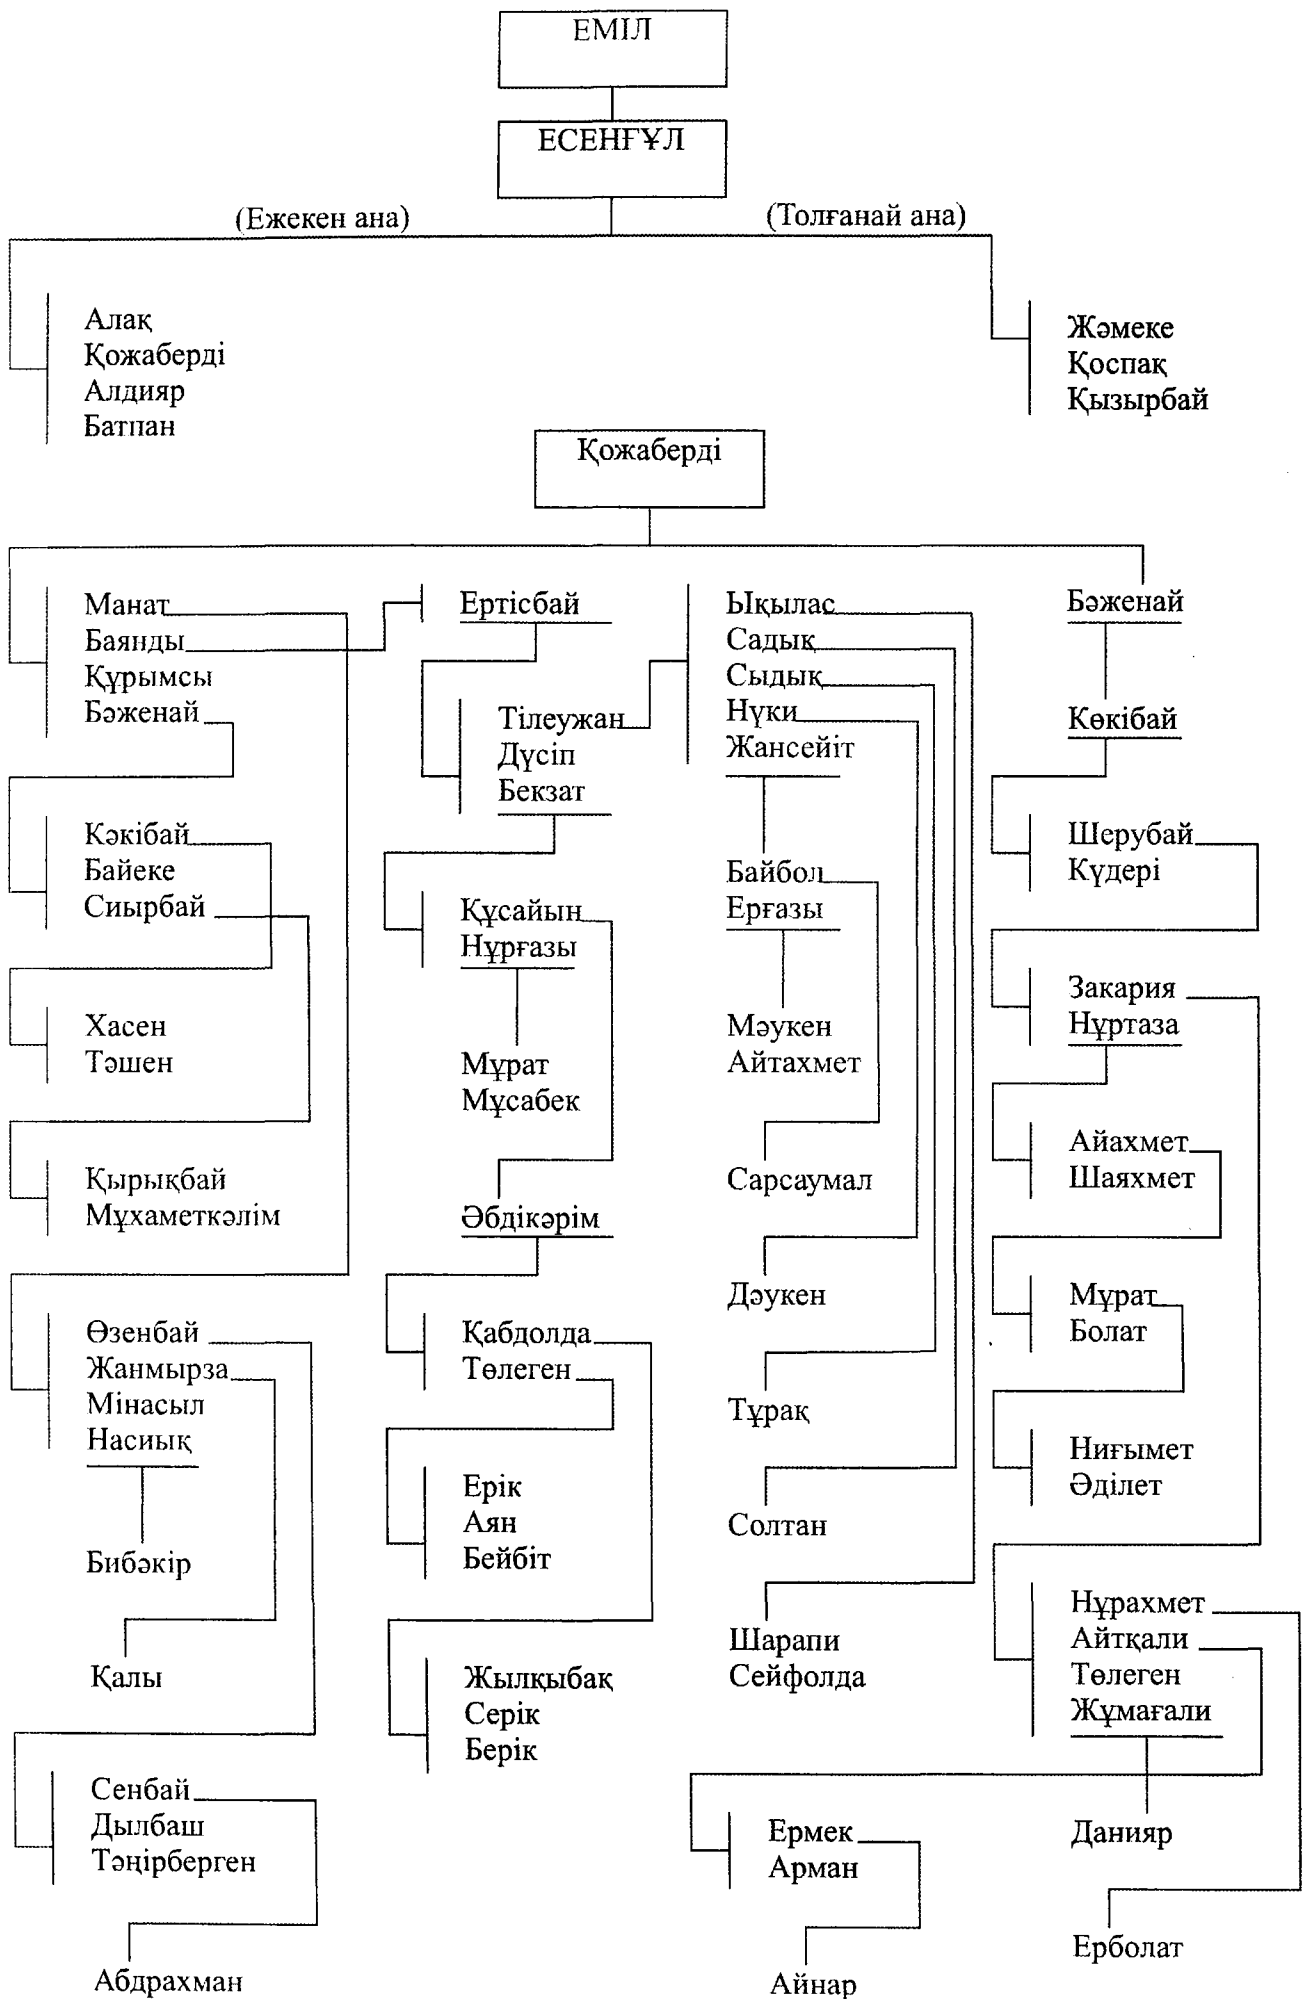 ЕМІЛ
ЕСЕНҒҰЛ
(Ежекен ана)
(Толғанай ана)
Алақ
Қожаберді
Алдияр
Батпан
Жәмеке
Қоспақ
Қызырбай
Қожаберді
Манат
Баянды
Құрымсы
Бәженай
Кәкібай
Байеке
Сиырбай
Хасен
Тәшен
Қырықбай
Мұхаметкәлім
Өзенбай
Жанмырза
Мінасыл
Насиық
Бибәкір
Қалы
Сенбай
Дылбаш
Тәңірберген
Абдрахман
Ертісбай
Тілеужан
Дүсіп
Бекзат
Құсайын
Нұрғазы
Мұрат
Мұсабек
Әбдікәрім
Қабдолда
Төлеген
Ерік
Аян
Бейбіт
Жылқыбақ
Серік
Берік
Ықылас
Садық
Сыдық
Нүки
Жансейіт
Байбол
Ерғазы
Мәукен
Айтахмет
Сарсаумал
Дәукен
Тұрақ
Солтан
Шарапи
Сейфолда
Бәженай
Көкібай
Шерубай
Күдері
Закария
Нұртаза
Айахмет
Шаяхмет
Мұрат
Болат
Ниғымет
Әділет
Нұрахмет
Айтқали
Төлеген
Жұмағали
Ермек
Арман
Данияр
Айнар
Ерболат